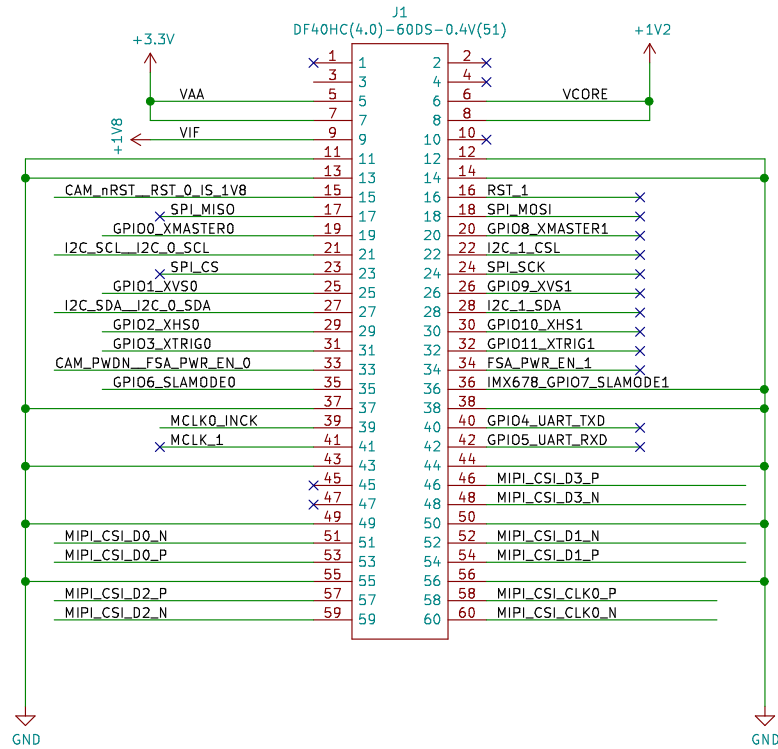 J1
DF40HC(4.0)-60DS-0.4V(51)
+3.3V
+1V2
+1V8
1 1 2 2
3 3 4 4
VAA 5 5 6 6 VCORE
7 7 8 8
VIF 9 9 10 10
11 11 12 12
13 13 14 14
CAM_nRST__RST_0_IS_1V8 15 15 16 16 RST_1
SPI_MISO 17 17 18 18 SPI_MOSI
GPIO0_XMASTER0 19 19 20 20 GPIO8_XMASTER1
I2C_SCL__I2C_0_SCL 21 21 22 22 I2C_1_CSL
SPI_CS 23 23 24 24 SPI_SCK
GPIO1_XVS0 25 25 26 26 GPIO9_XVS1
I2C_SDA__I2C_0_SDA 27 27 28 28 I2C_1_SDA
GPIO2_XHS0 29 29 30 30 GPIO10_XHS1
GPIO3_XTRIG0 31 31 32 32 GPIO11_XTRIG1
CAM_PWDN__FSA_PWR_EN_0 33 33 34 34 FSA_PWR_EN_1
GPIO6_SLAMODE0 35 35 36 36 IMX678_GPIO7_SLAMODE1
37 37 38 38
MCLK0_INCK 39 39 40 40 GPIO4_UART_TXD
MCLK_1 41 41 42 42 GPIO5_UART_RXD
43 43 44 44
45 45 46 46 MIPI_CSI_D3_P
47 47 48 48 MIPI_CSI_D3_N
49 49 50 50
MIPI_CSI_D0_N 51 51 52 52 MIPI_CSI_D1_N
MIPI_CSI_D0_P 53 53 54 54 MIPI_CSI_D1_P
55 55 56 56
MIPI_CSI_D2_P 57 57 58 58 MIPI_CSI_CLK0_P
MIPI_CSI_D2_N 59 59 60 60 MIPI_CSI_CLK0_N
GND
GND